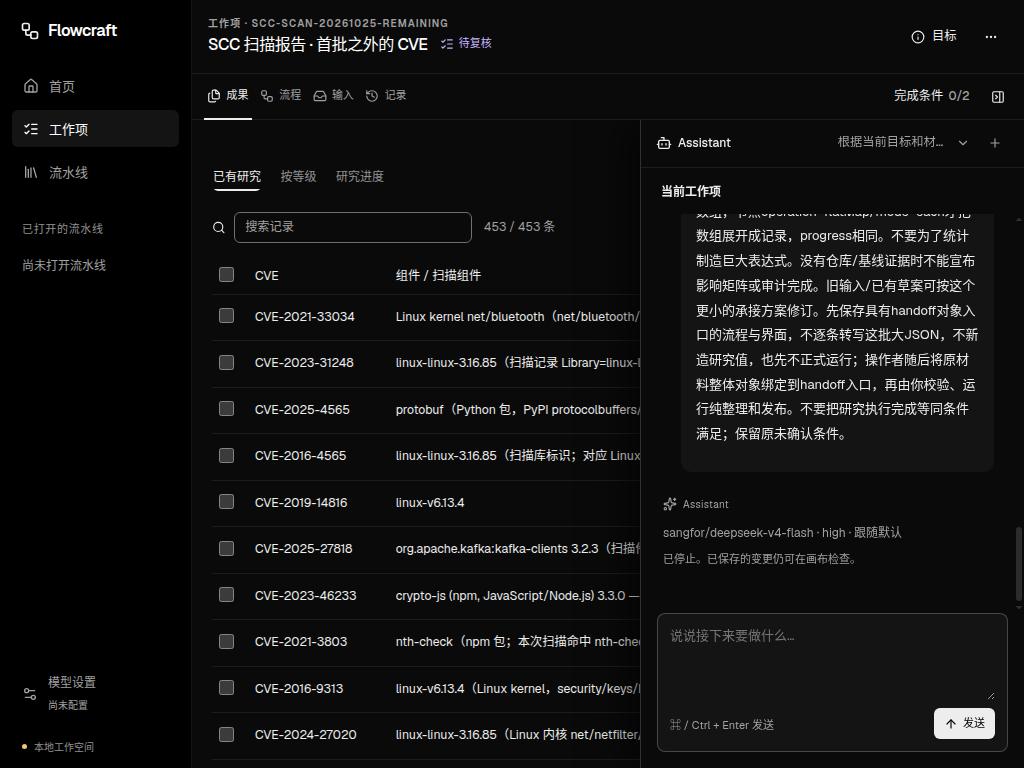 Flowcraft
首页
工作项
流水线
已打开的流水线
尚未打开流水线
模型设置
尚未配置
本地工作空间
工作项 · SCC-SCAN-20261025-REMAINING
SCC 扫描报告 · 首批之外的 CVE
待复核
目标
成果
流程
输入
记录
完成条件 0/2
已有研究
按等级
研究进度
搜索记录
453 / 453 条
CVE
组件 / 扫描组件
CVE-2021-33034
Linux kernel net/bluetooth（net/bluetooth/
CVE-2023-31248
linux-linux-3.16.85（扫描记录 Library=linux-l
CVE-2025-4565
protobuf（Python 包，PyPI protocolbuffers/
CVE-2016-4565
linux-linux-3.16.85（扫描库标识；对应 Linux
CVE-2019-14816
linux-v6.13.4
CVE-2025-27818
org.apache.kafka:kafka-clients 3.2.3（扫描
CVE-2023-46233
crypto-js (npm, JavaScript/Node.js) 3.3.0 —
CVE-2021-3803
nth-check（npm 包；本次扫描命中 nth-che
CVE-2016-9313
linux-v6.13.4（Linux kernel，security/keys/
CVE-2024-27020
linux-linux-3.16.85（Linux 内核 net/netfilter/
Assistant
根据当前目标和材...
当前工作项
数组展开成记录，progress相同。不要为了统计
制造巨大表达式。没有仓库/基线证据时不能宣布
影响矩阵或审计完成。旧输入/已有草案可按这个
更小的承接方案修订。先保存具有handoff对象入
口的流程与界面，不逐条转写这批大JSON，不新
造研究值，也先不正式运行；操作者随后将原材
料整体对象绑定到handoff入口，再由你校验、运
行纯整理和发布。不要把研究执行完成等同条件
满足；保留原未确认条件。
Assistant
sangfor/deepseek-v4-flash · high · 跟随默认
已停止。已保存的变更仍可在画布检查。
说说接下来要做什么...
⌘ / Ctrl + Enter 发送
发送